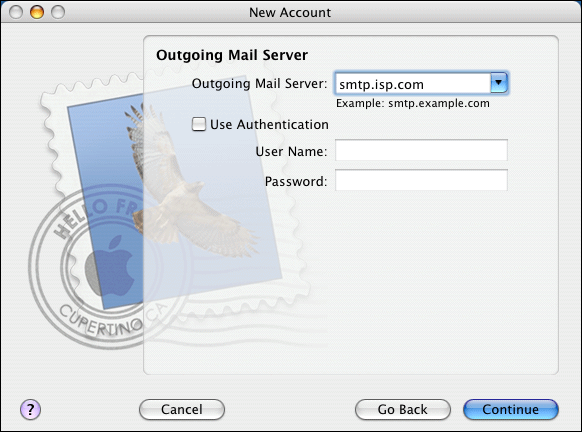 New Account
Outgoing Mail Server
Outgoing Mail Server: smtp.isp.com
Example: smtp.example.com
Use Authentication
User Name:
Password:
HELLO FR
CUPERTINO, CA
?
Cancel
Go Back
Continue